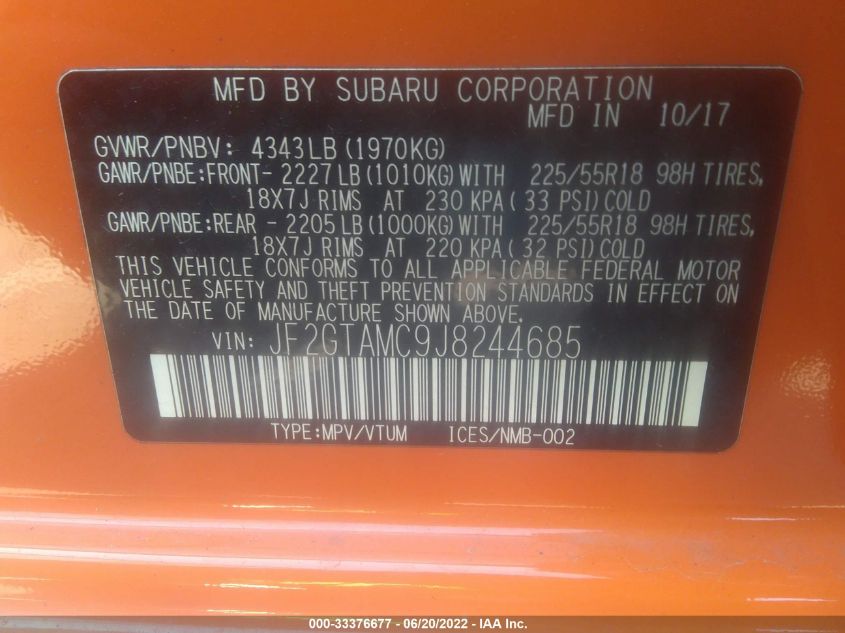 MFD BY SUBARU CORPORATION
MFD IN 10/17
GVWR/PNBV: 4343LB (1970KG)
GAWR/PNBE:FRONT- 2227 LB (1010KG) WITH 225/55R18 98H TIRES,
18X7J RIMS AT 230 KPA ( 33 PSI) COLD
GAWR/PNBE:REAR - 2205 LB (1000KG) WITH 225/55R18 98H TIRES,
18X7J RIMS AT 220 KPA ( 32 PSI) COLD
THIS VEHICLE CONFORMS TO ALL APPLICABLE FEDERAL MOTOR
VEHICLE SAFETY AND THEFT PREVENTION STANDARDS IN EFFECT ON
THE DATE OF MANUFACTURE SHOWN ABOVE.
VIN: JF2GTAMC9J8244685
TYPE:MPV/VTUM ICES/NMB-002
000-33376677 - 06/20/2022 - IAA Inc.